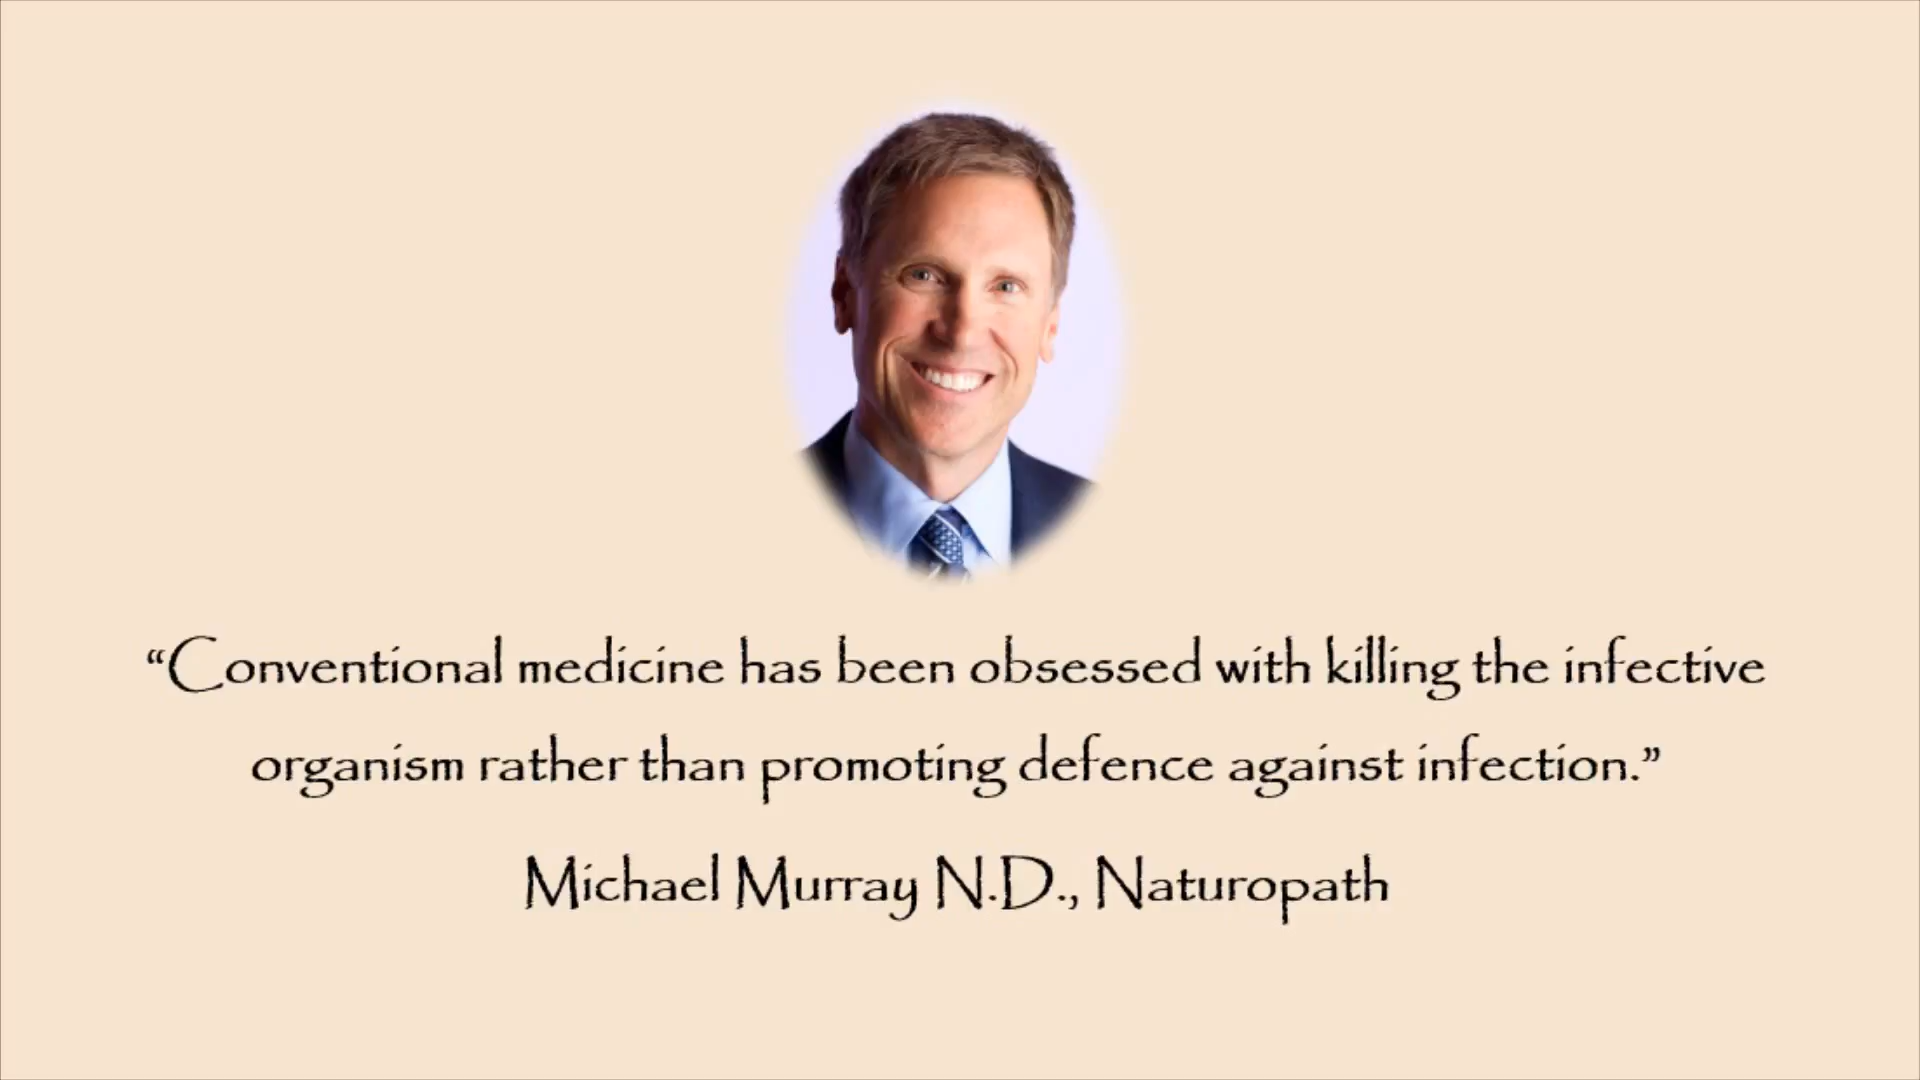 “Conventional medicine has been obsessed with killing the infective
organism rather than promoting defence against infection.”
Michael Murray N.D., Naturopath